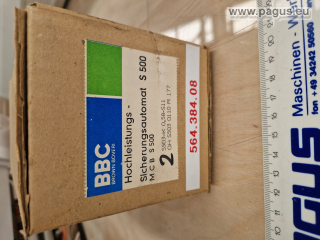 www.pagus.eu
BBC
BROWN BOVERI
Hochleistungs -
Sicherungsautomat S 500
M C B S 500
2
564.384.08
PAGUS
Maschinen - Wer
+49 34242 50560